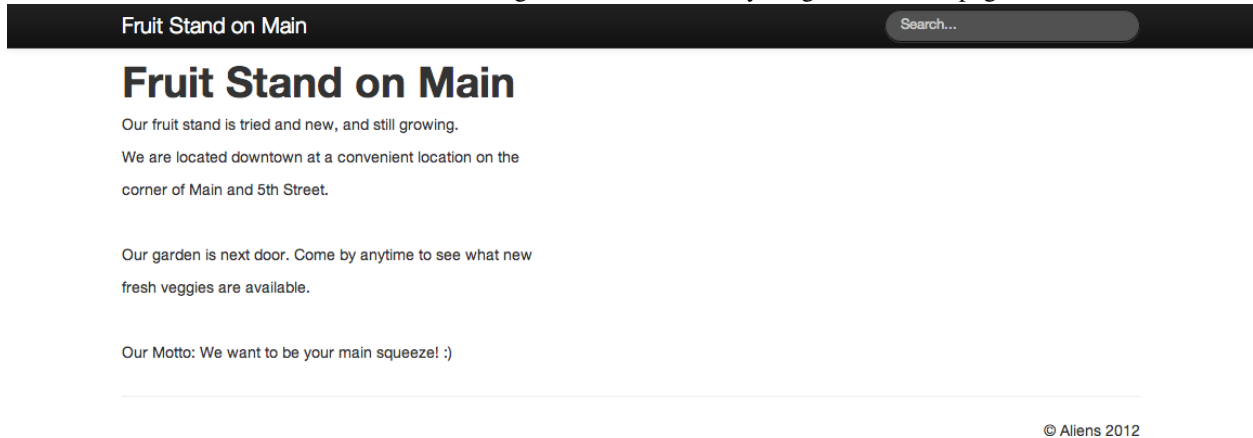 Fruit Stand on Main
Search...
Fruit Stand on Main
Our fruit stand is tried and new, and still growing.
We are located downtown at a convenient location on the
corner of Main and 5th Street.
Our garden is next door. Come by anytime to see what new
fresh veggies are available.
Our Motto: We want to be your main squeeze! :)
© Aliens 2012